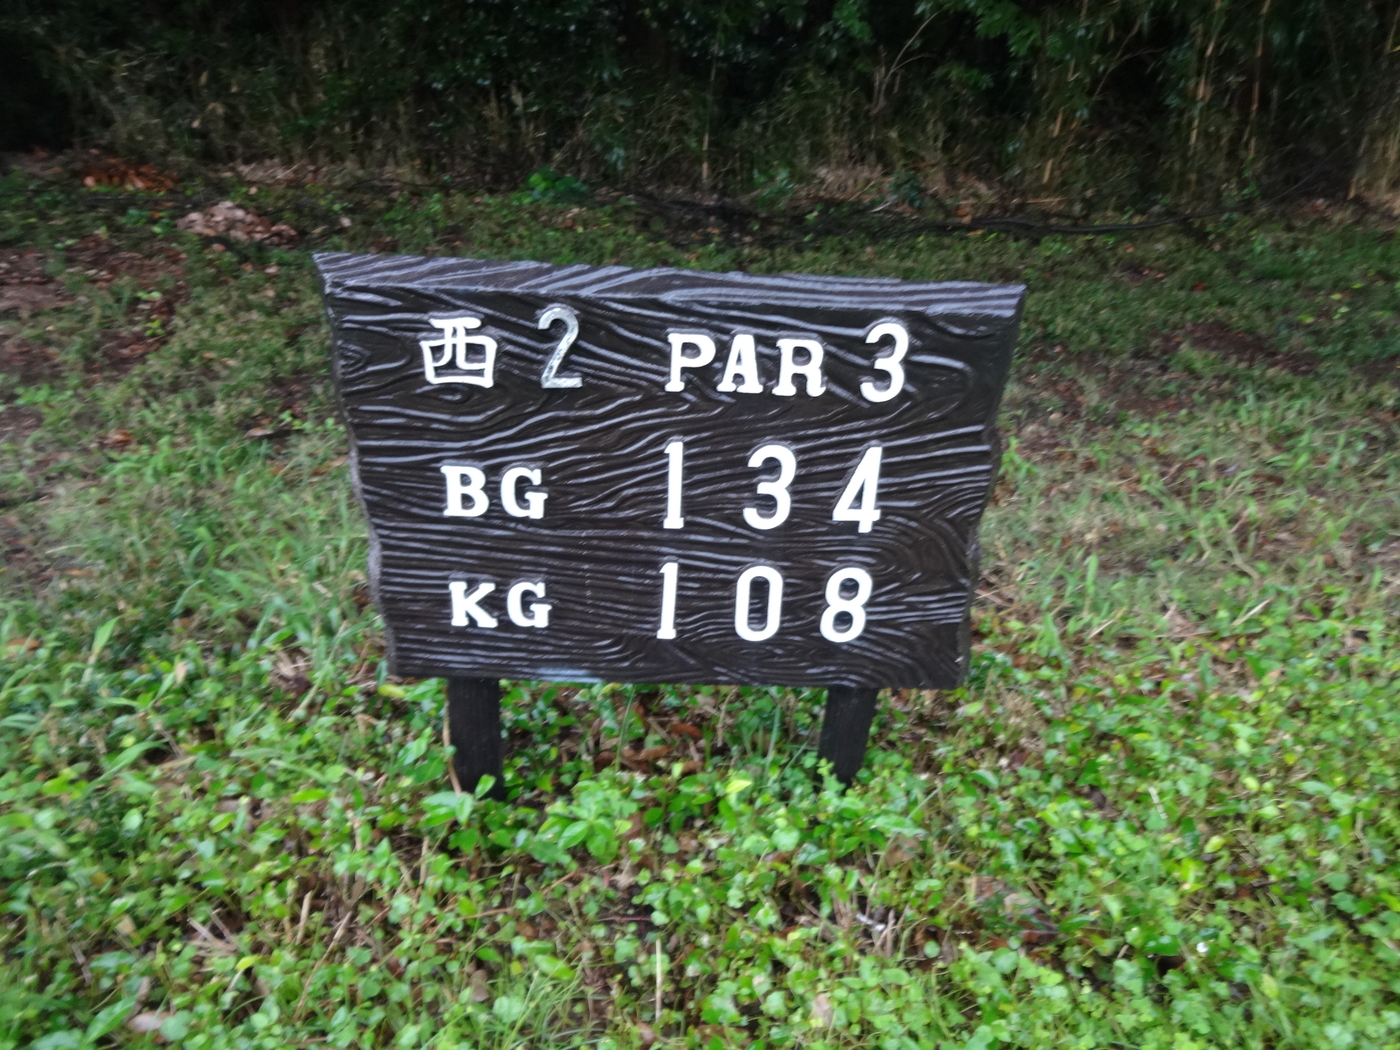 西 2 PAR 3
BG 134
KG 108